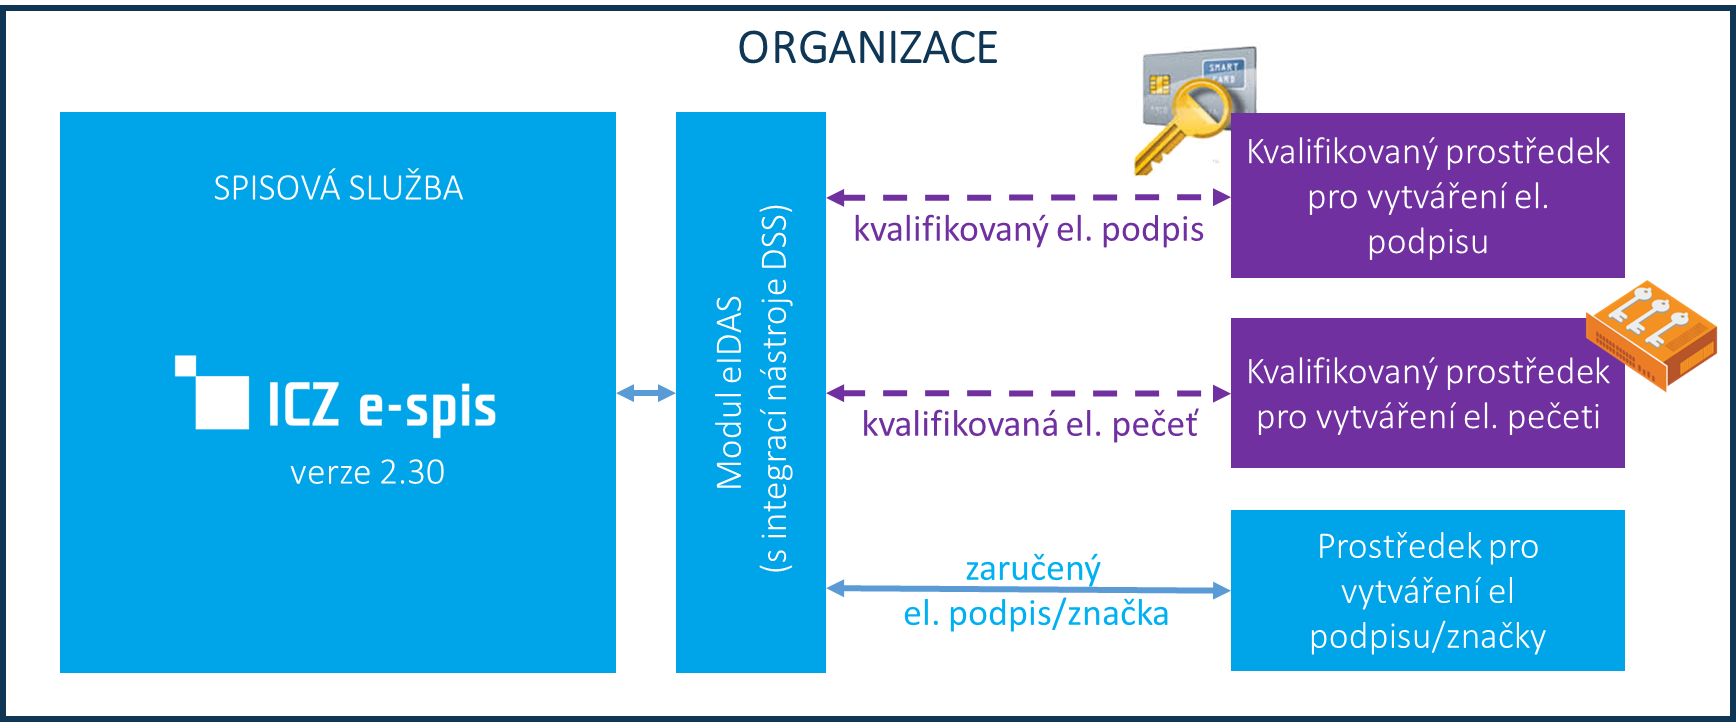 ORGANIZACE
SPISOVÁ SLUŽBA
ICZ e-spis
verze 2.30
Modul eIDAS
(s integrací nástroje DSS)
kvalifikovaný el. podpis
kvalifikovaná el. pečeť
zaručený
el. podpis/značka
SMART
CARD
Kvalifikovaný prostředek
pro vytváření el.
podpisu
Kvalifikovaný prostředek
pro vytváření el. pečeti
Prostředek pro
vytváření el
podpisu/značky